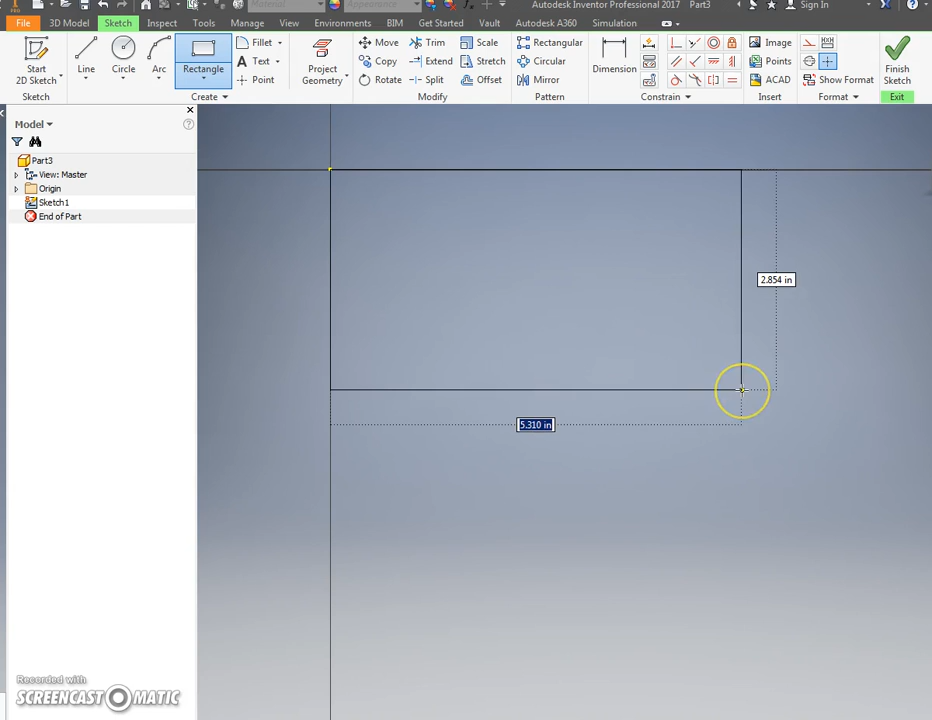 Material Appearance Autodesk Inventor Professional 2017 Part3 Sign In
File 3D Model Sketch Inspect Tools Manage View Environments BIM Get Started Vault Autodesk A360 Simulation
Start 2D Sketch Line Circle Arc Rectangle Fillet Text Point Project Geometry Move Copy Rotate Trim Extend Split Scale Stretch Offset Rectangular Circular Mirror Dimension Image Points ACAD Show Format Finish Sketch
Sketch Create Modify Pattern Constrain Insert Format Exit
Model
Part3
View: Master
Origin
Sketch1
End of Part
2.854 in
5.310 in
Recorded with
SCREENCAST MATIC